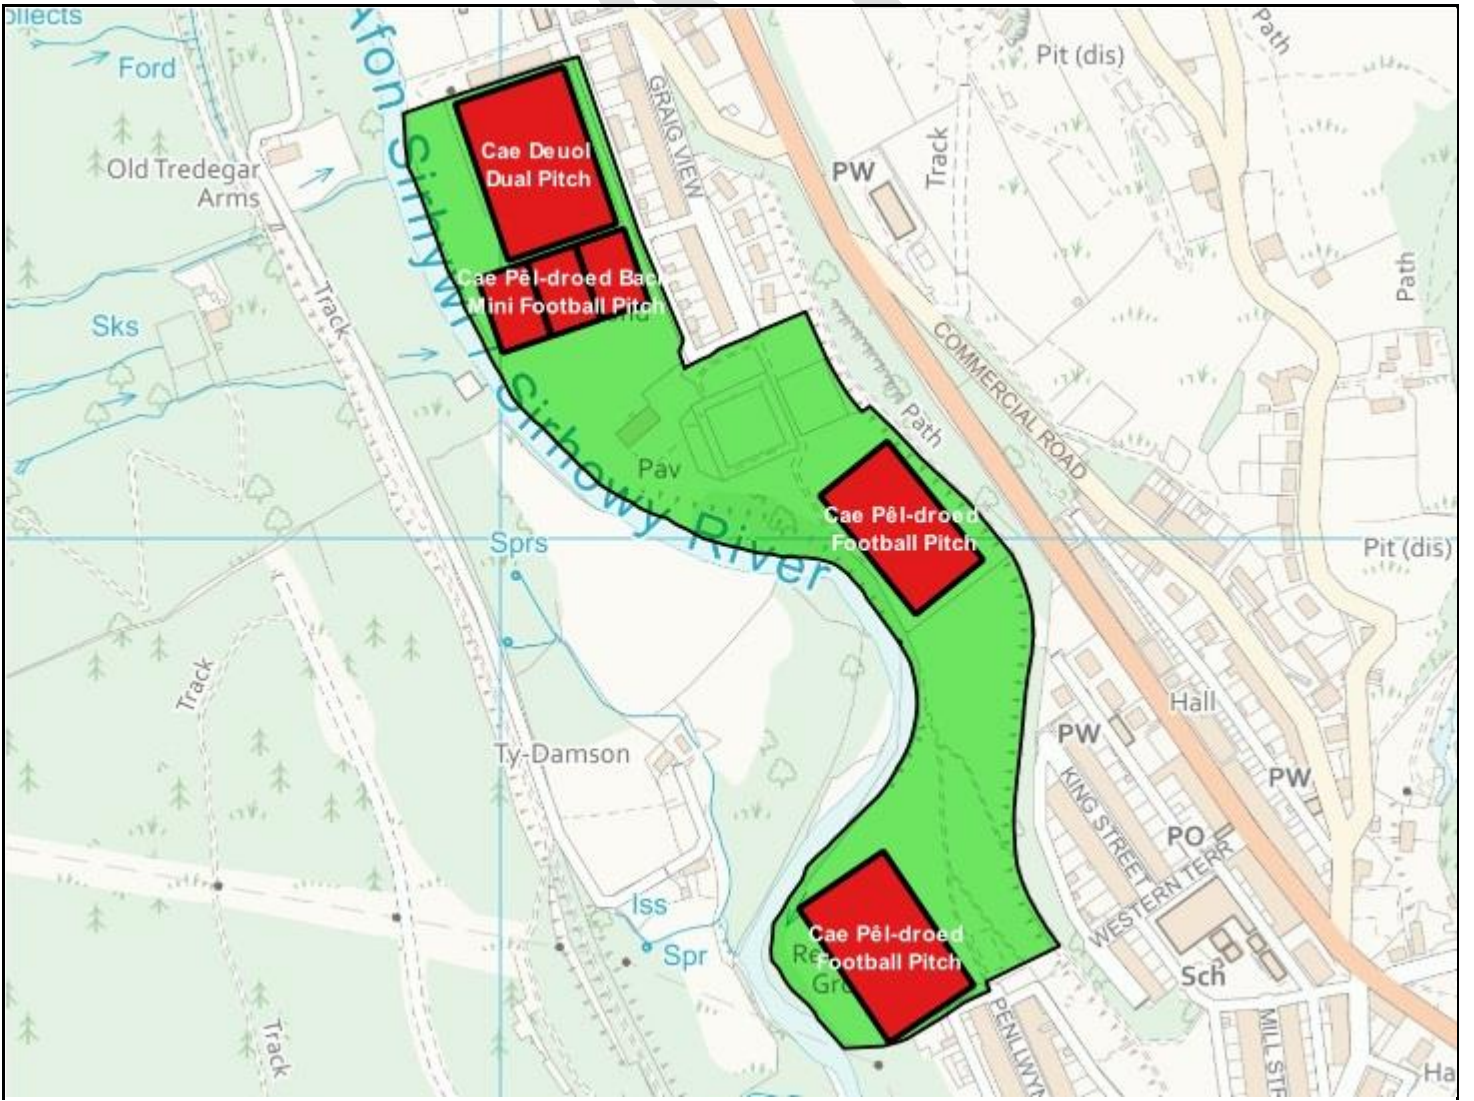 ollects
Ford
Afon Sirhywi
Old Tredegar
Arms
Track
Sks
GRAIG VIEW
Cae Deuol
Dual Pitch
Cae Pêl-droed Bach
Mini Football Pitch
Sirhowy River
Pav
Path
PW
Track
Pit (dis)
Path
Path
COMMERCIAL ROAD
Cae Pêl-droed
Football Pitch
Pit (dis)
Sprs
Track
Ty-Damson
Hall
PW
PW
KING STREET
PO
WESTERN TERR
Iss
Spr
Cae Pêl-droed
Football Pitch
Sch
Track
PENLLWYN
MILL STR
Ha